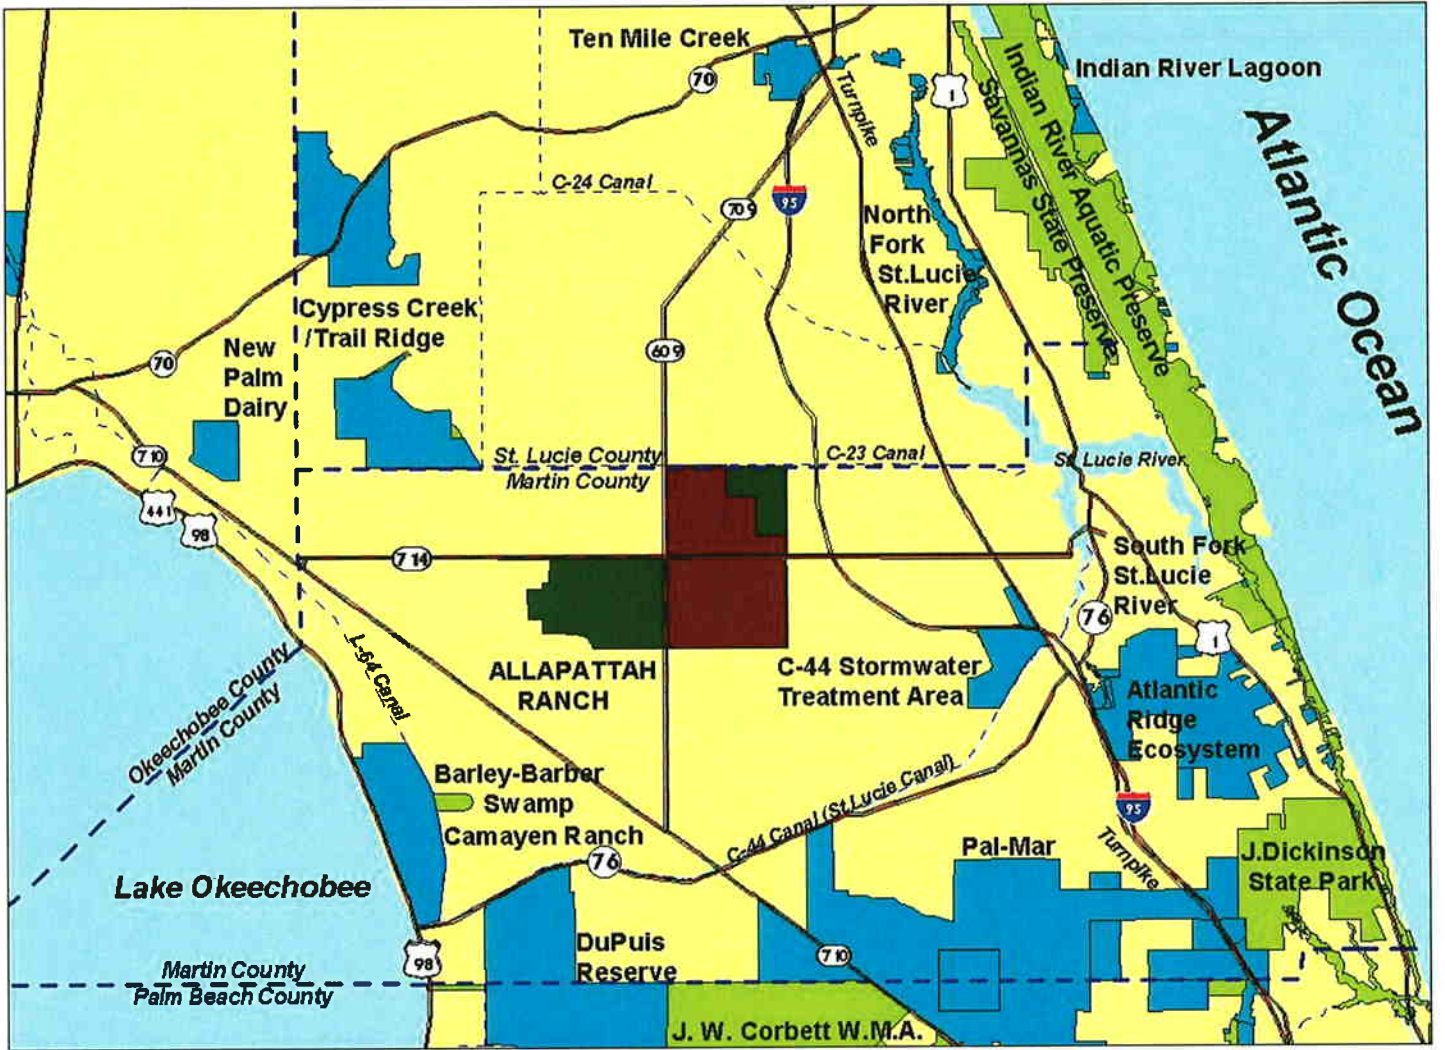 Ten Mile Creek
Indian River Lagoon
70
Turnpike
1
Indian River Aquatic Preserve
Savannas State Preserve
Atlantic Ocean
C-24 Canal
709
95
North
Fork
St.Lucie
River
Cypress Creek
/Trail Ridge
70
New
Palm
Dairy
609
710
St. Lucie County
Martin County
C-23 Canal
St. Lucie River
441
98
714
South Fork
St.Lucie
River
76
1
L-64 Canal
ALLAPATTAH
RANCH
C-44 Stormwater
Treatment Area
Okeechobee County
Martin County
Atlantic
Ridge
Ecosystem
Barley-Barber
Swamp
Camayen Ranch
C-44 Canal (St.Lucie Canal)
95
76
Pal-Mar
Turnpike
J.Dickinson
State Park
Lake Okeechobee
DuPuis
Reserve
98
710
Martin County
Palm Beach County
J. W. Corbett W.M.A.